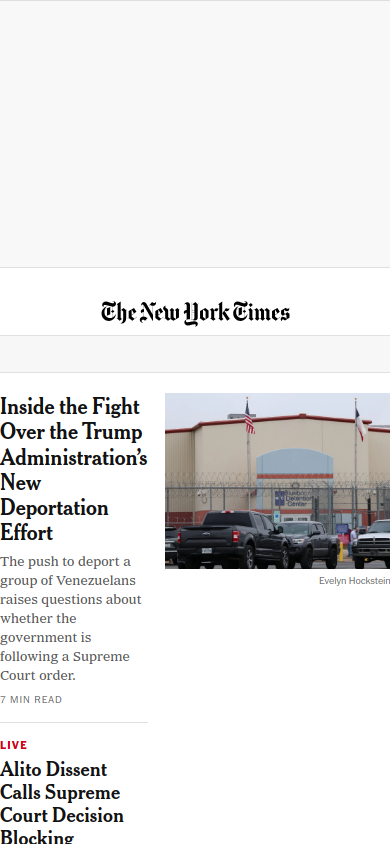 The New York Times
Inside the Fight
Over the Trump
Administration's
New
Deportation
Effort
The push to deport a
group of Venezuelans
raises questions about
whether the
government is
following a Supreme
Court order.
7 MIN READ
Detention
Center
Evelyn Hockstein
LIVE
Alito Dissent
Calls Supreme
Court Decision
Blocking